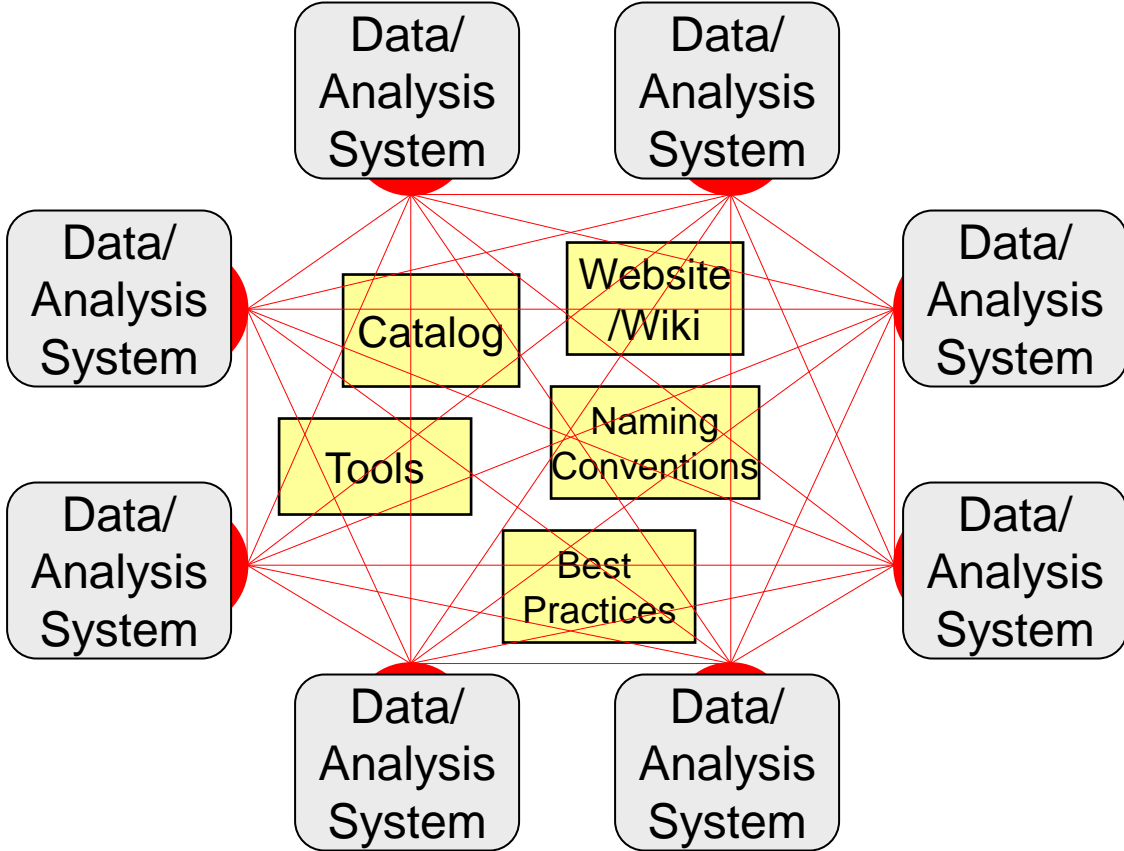 Data/
Analysis
System
Data/
Analysis
System
Data/
Analysis
System
Website
/Wiki
Data/
Analysis
System
Catalog
Naming
Conventions
Tools
Data/
Analysis
System
Best
Practices
Data/
Analysis
System
Data/
Analysis
System
Data/
Analysis
System